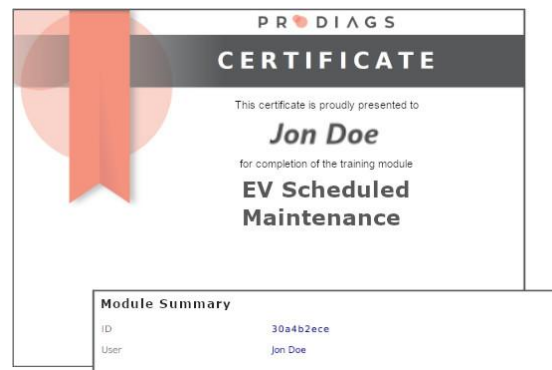 PRODIAGS
CERTIFICATE
This certificate is proudly presented to
Jon Doe
for completion of the training module
EV Scheduled
Maintenance
Module Summary
ID 30a4b2ece
User Jon Doe